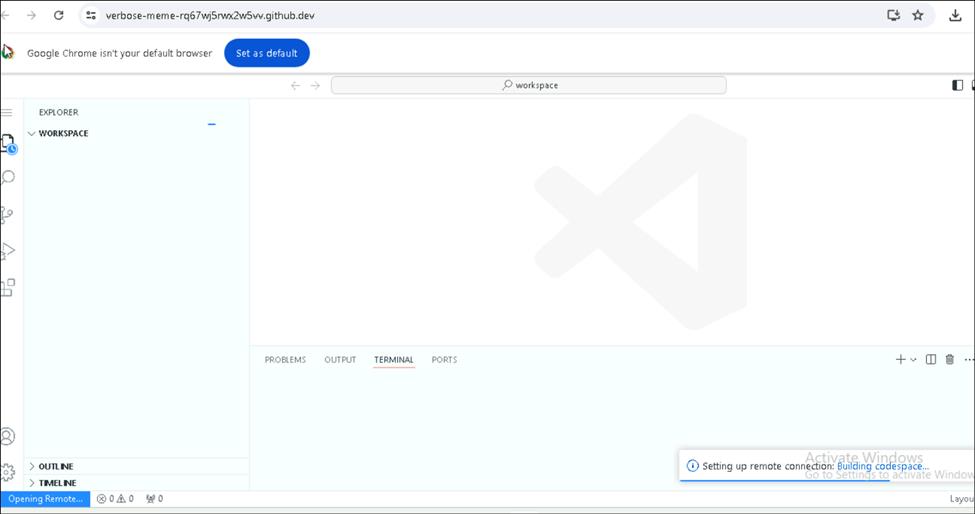 verbose-meme-rq67wj5rwx2w5vv.github.dev
Google Chrome isn't your default browser Set as default
workspace
EXPLORER
WORKSPACE
PROBLEMS OUTPUT TERMINAL PORTS
OUTLINE
TIMELINE
Activate Windows
Setting up remote connection: Building codespace...
Go to Settings to activate Windows
Opening Remote... 0 0 0 Layou